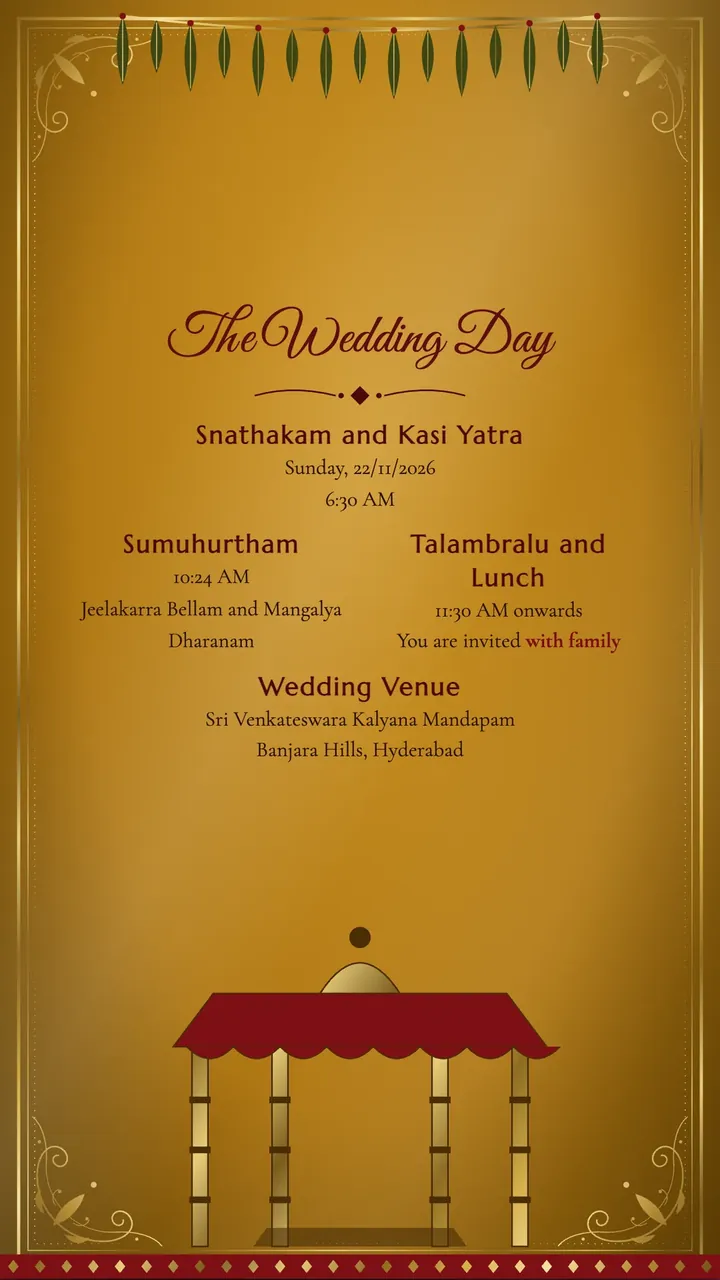 The Wedding Day
Snathakam and Kasi Yatra
Sunday, 22/11/2026
6:30 AM
Sumuhurtham
10:24 AM
Jeelakarra Bellam and Mangalya
Dharanam
Talambralu and
Lunch
11:30 AM onwards
You are invited with family
Wedding Venue
Sri Venkateswara Kalyana Mandapam
Banjara Hills, Hyderabad